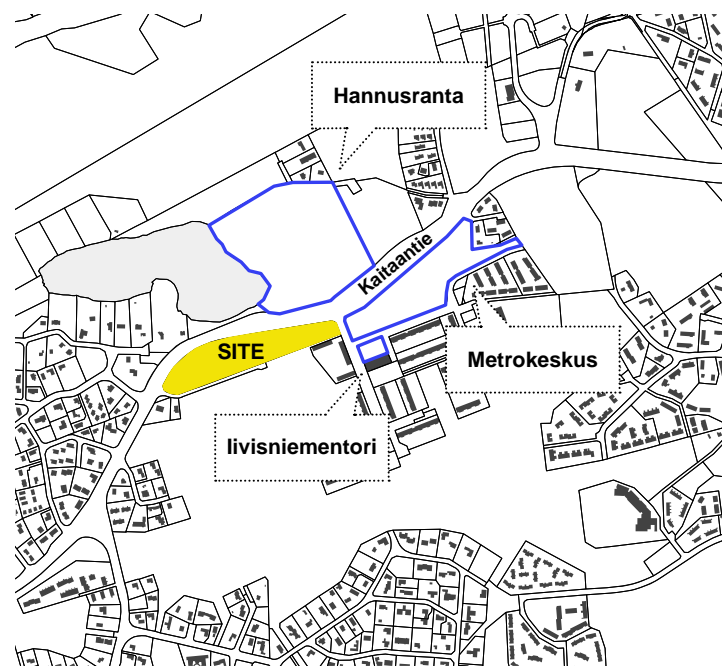 Hannusranta
Kaitaantie
SITE
Metrokeskus
Iivisniementori